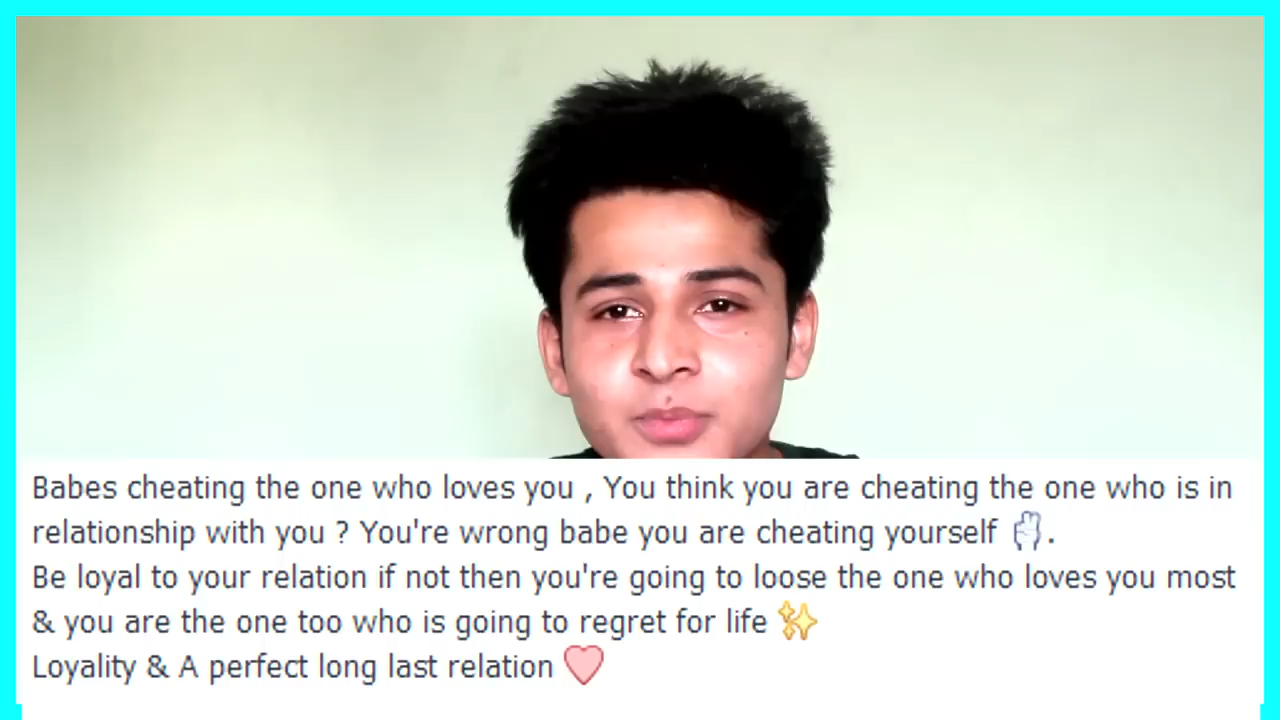 Babes cheating the one who loves you , You think you are cheating the one who is in
relationship with you ? You're wrong babe you are cheating yourself ✌.
Be loyal to your relation if not then you're going to loose the one who loves you most
& you are the one too who is going to regret for life ✨
Loyality & A perfect long last relation ❤